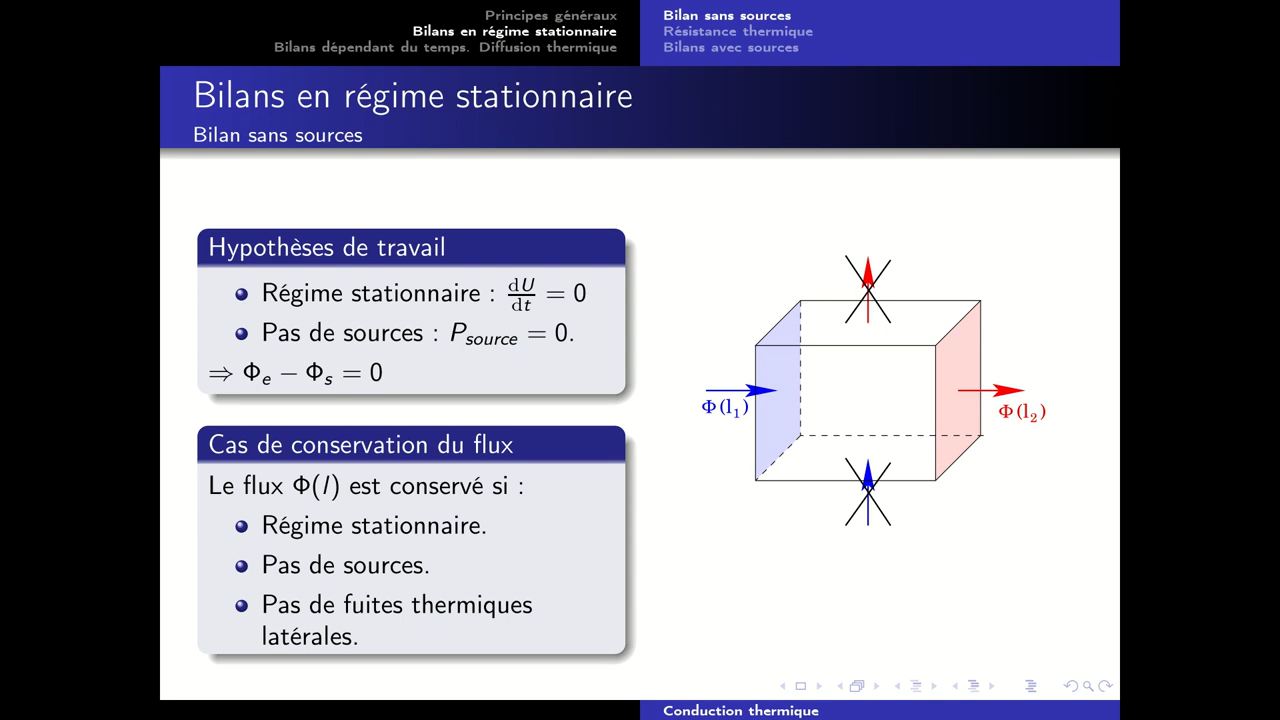 Principes généraux
Bilans en régime stationnaire
Bilans dépendant du temps. Diffusion thermique
Bilan sans sources
Résistance thermique
Bilans avec sources
Bilans en régime stationnaire
Bilan sans sources
Hypothèses de travail
Régime stationnaire : dU/dt = 0
Pas de sources : P_source = 0.
⇒ Φ_e − Φ_s = 0
Cas de conservation du flux
Le flux Φ(l) est conservé si :
Régime stationnaire.
Pas de sources.
Pas de fuites thermiques
latérales.
Φ(l_1)
Φ(l_2)
Conduction thermique